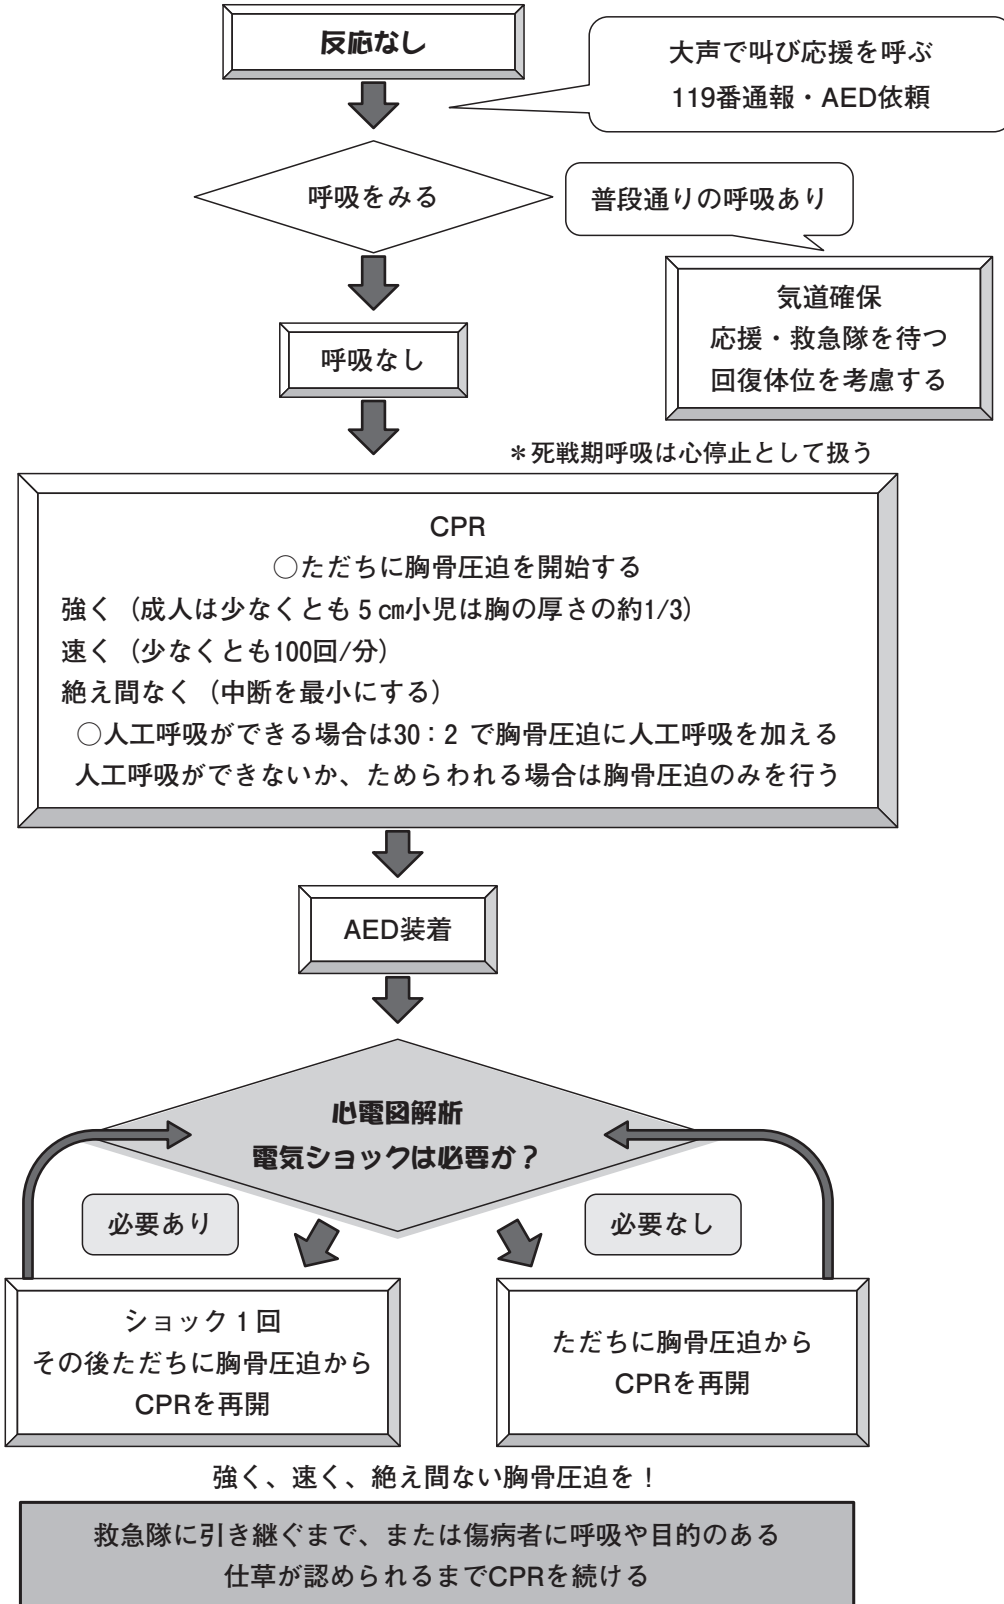 反応なし
大声で叫び応援を呼ぶ
119番通報・AED依頼
呼吸をみる
普段通りの呼吸あり
気道確保
応援・救急隊を待つ
回復体位を考慮する
呼吸なし
＊死戦期呼吸は心停止として扱う
CPR
○ただちに胸骨圧迫を開始する
強く（成人は少なくとも５㎝小児は胸の厚さの約1/3）
速く（少なくとも100回/分）
絶え間なく（中断を最小にする）
○人工呼吸ができる場合は30：2 で胸骨圧迫に人工呼吸を加える
人工呼吸ができないか、ためらわれる場合は胸骨圧迫のみを行う
AED装着
心電図解析
電気ショックは必要か？
必要あり
必要なし
ショック１回
その後ただちに胸骨圧迫から
CPRを再開
ただちに胸骨圧迫から
CPRを再開
強く、速く、絶え間ない胸骨圧迫を！
救急隊に引き継ぐまで、または傷病者に呼吸や目的のある
仕草が認められるまでCPRを続ける